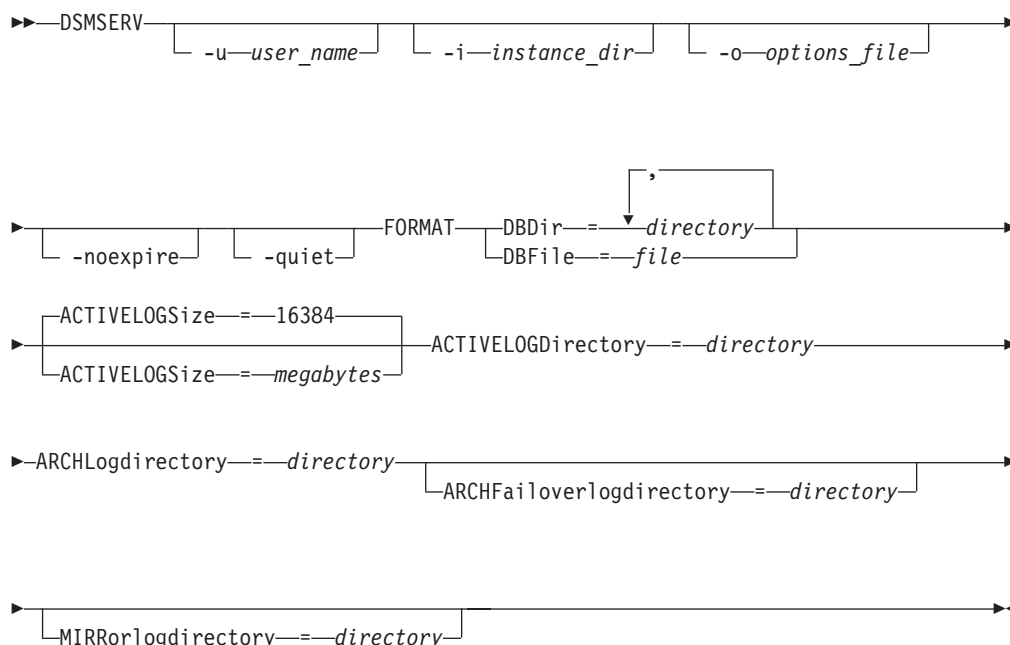 DSMSERV
-u user_name -i instance_dir -o options_file
,
-noexpire -quiet FORMAT DBDir = directory
DBFile = file
ACTIVELOGSize = 16384
ACTIVELOGDirectory = directory
ACTIVELOGSize = megabytes
ARCHLogdirectory = directory
ARCHFailoverlogdirectory = directory
MIRRorlogdirectory = directory